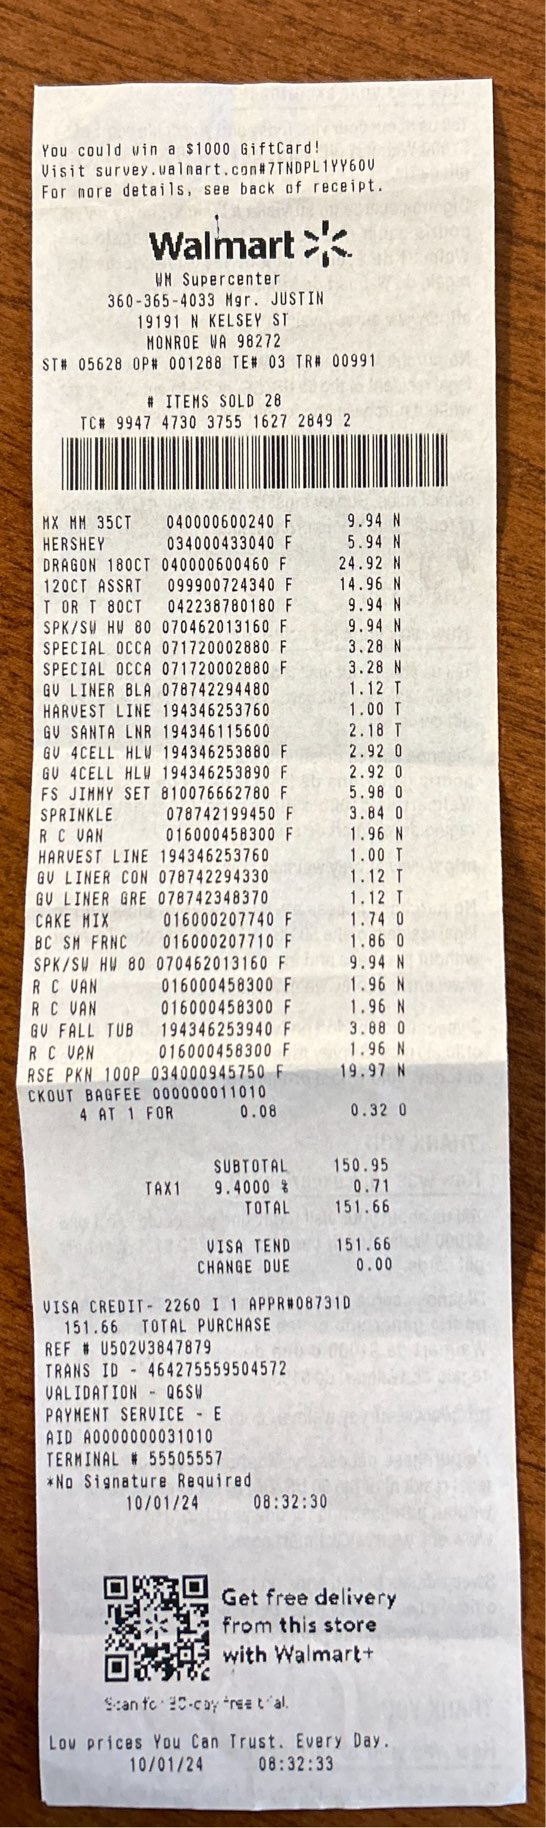 You could win a $1000 GiftCard!
Visit survey.walmart.com#7TNDPL1YY60V
For more details, see back of receipt.
Walmart
WM Supercenter
360-365-4033 Mgr. JUSTIN
19191 N KELSEY ST
MONROE WA 98272
ST# 05628 OP# 001288 TE# 03 TR# 00991
# ITEMS SOLD 28
TC# 9947 4730 3755 1627 2849 2
MX MM 35CT 040000600240 F 9.94 N
HERSHEY 034000433040 F 5.94 N
DRAGON 180CT 040000600460 F 24.92 N
120CT ASSRT 099900724340 F 14.96 N
T OR T 80CT 042238780180 F 9.94 N
SPK/SW HW 80 070462013160 F 9.94 N
SPECIAL OCCA 071720002880 F 3.28 N
SPECIAL OCCA 071720002880 F 3.28 N
GV LINER BLA 078742294480 1.12 T
HARVEST LINE 194346253760 1.00 T
GV SANTA LNR 194346115600 2.18 T
GV 4CELL HLW 194346253880 F 2.92 O
GV 4CELL HLW 194346253890 F 2.92 O
FS JIMMY SET 810076662780 F 5.98 O
SPRINKLE 078742199450 F 3.84 O
R C VAN 016000458300 F 1.96 N
HARVEST LINE 194346253760 1.00 T
GV LINER CON 078742294330 1.12 T
GV LINER GRE 078742348370 1.12 T
CAKE MIX 016000207740 F 1.74 O
BC SM FRNC 016000207710 F 1.86 O
SPK/SW HW 80 070462013160 F 9.94 N
R C VAN 016000458300 F 1.96 N
R C VAN 016000458300 F 1.96 N
GV FALL TUB 194346253940 F 3.88 O
R C VAN 016000458300 F 1.96 N
RSE PKN 100P 034000945750 F 19.97 N
CKOUT BAGFEE 000000011010
4 AT 1 FOR 0.08 0.32 O
SUBTOTAL 150.95
TAX1 9.4000 % 0.71
TOTAL 151.66
VISA TEND 151.66
CHANGE DUE 0.00
VISA CREDIT- 2260 I 1 APPR#08731D
151.66 TOTAL PURCHASE
REF # U502V3847879
TRANS ID - 464275559504572
VALIDATION - Q6SW
PAYMENT SERVICE - E
AID A0000000031010
TERMINAL # 55505557
*No Signature Required
10/01/24 08:32:30
Get free delivery
from this store
with Walmart+
Scan for 30-day free trial.
Low prices You Can Trust. Every Day.
10/01/24 08:32:33